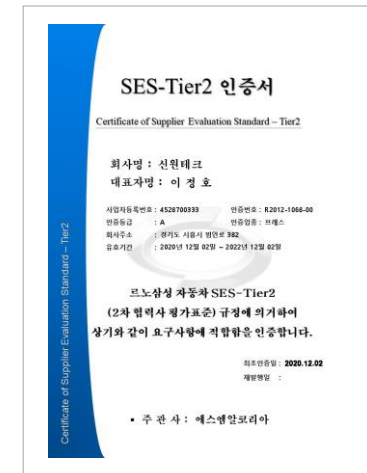 SES-Tier2 인증서
Certificate of Supplier Evaluation Standard – Tier2
회사명 : 신원테크
대표자명 : 이 정 호
사업자등록번호 : 4528700333 인증번호 : R2012-1068-00
인증등급 : A 인증업종 : 프레스
회사주소 : 경기도 시흥시 범안로 382
유효기간 : 2020년 12월 02일 ~ 2022년 12월 02일
르노삼성 자동차 SES-Tier2
(2차 협력사 평가표준) 규정에 의거하여
상기와 같이 요구사항에 적합함을 인증합니다.
최초인증일 : 2020.12.02
재발행일 :
• 주 관 사 : 에스엠알코리아
Certificate of Supplier Evaluation Standard – Tier2